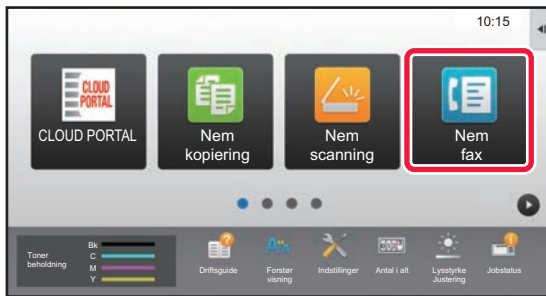 10:15
CLOUD
PORTAL
CLOUD PORTAL
Nem
kopiering
Nem
scanning
Nem
fax
Toner
beholdning
Bk
C
M
Y
Driftsguide
Forstør
visning
Indstillinger
Antal i alt
Lysstyrke
Justering
Jobstatus